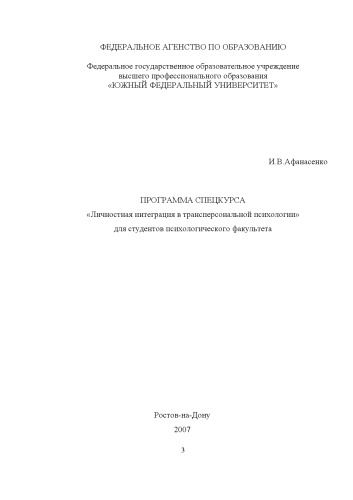 ФЕДЕРАЛЬНОЕ АГЕНСТВО ПО ОБРАЗОВАНИЮ
Федеральное государственное образовательное учреждение
высшего профессионального образования
«ЮЖНЫЙ ФЕДЕРАЛЬНЫЙ УНИВЕРСИТЕТ»
И.В.Афанасенко
ПРОГРАММА СПЕЦКУРСА
«Личностная интеграция в трансперсональной психологии»
для студентов психологического факультета
Ростов-на-Дону
2007
3